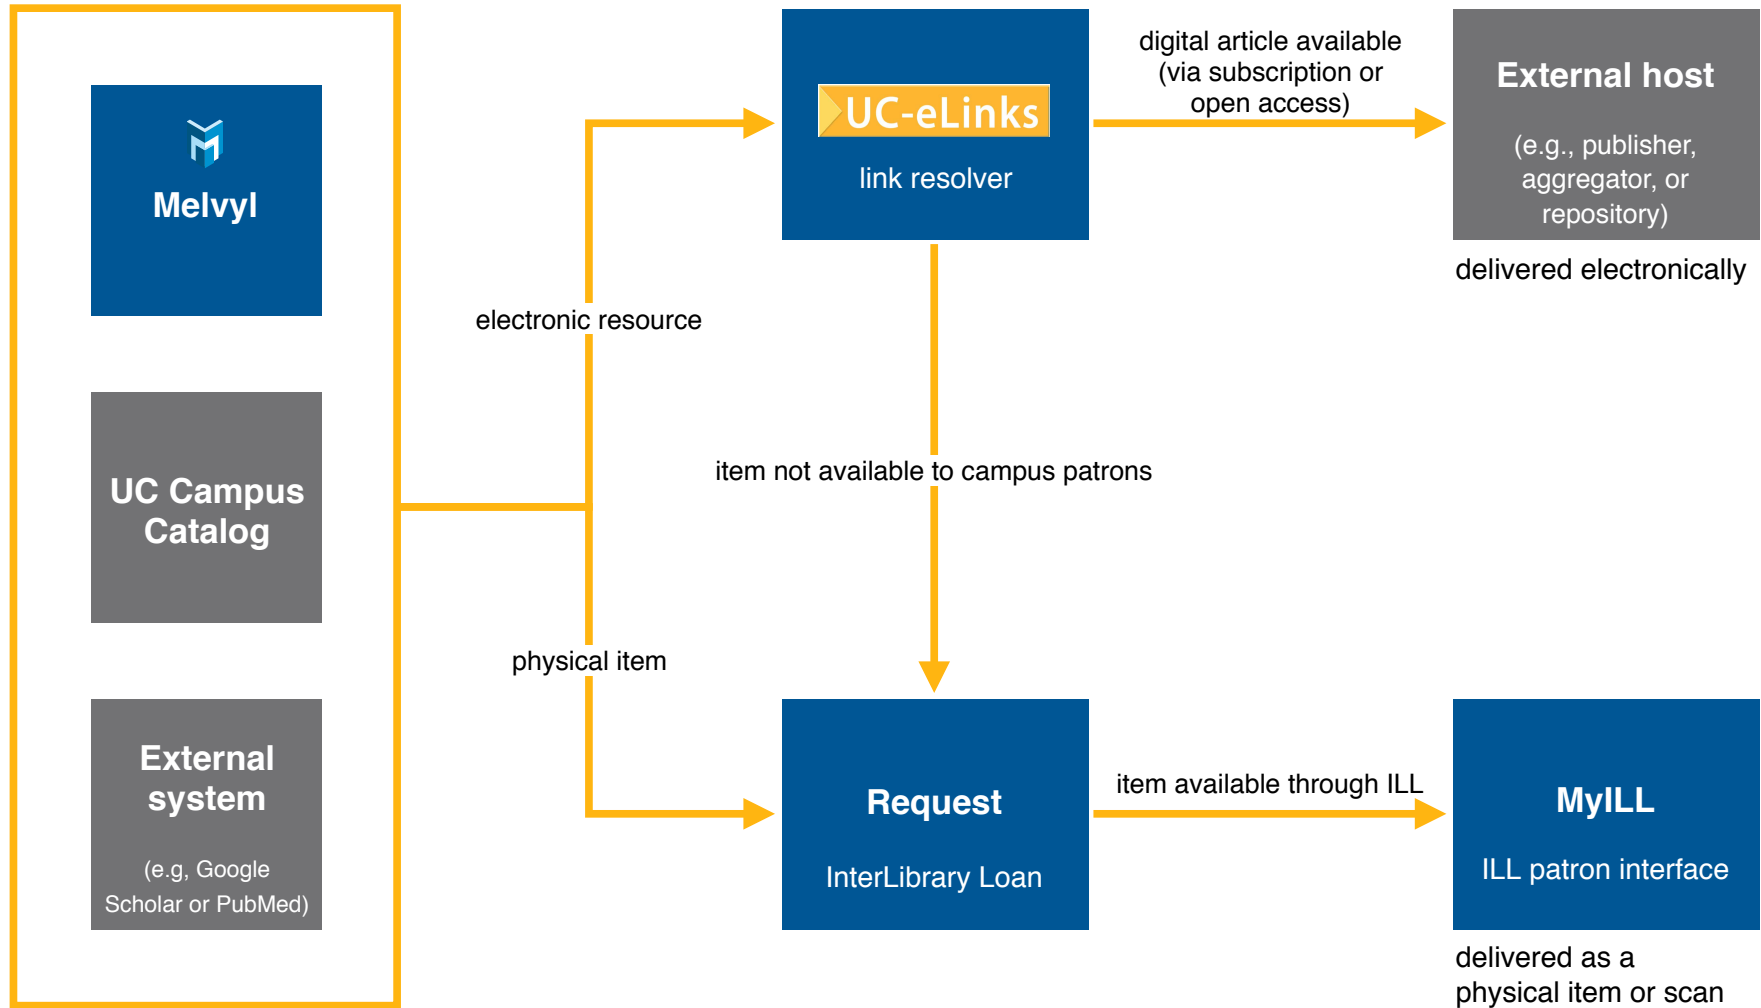 Melvyl
UC Campus
Catalog
External
system
(e.g, Google
Scholar or PubMed)
electronic resource
physical item
UC-eLinks
link resolver
digital article available
(via subscription or
open access)
External host
(e.g., publisher,
aggregator, or
repository)
delivered electronically
item not available to campus patrons
Request
InterLibrary Loan
item available through ILL
MyILL
ILL patron interface
delivered as a
physical item or scan